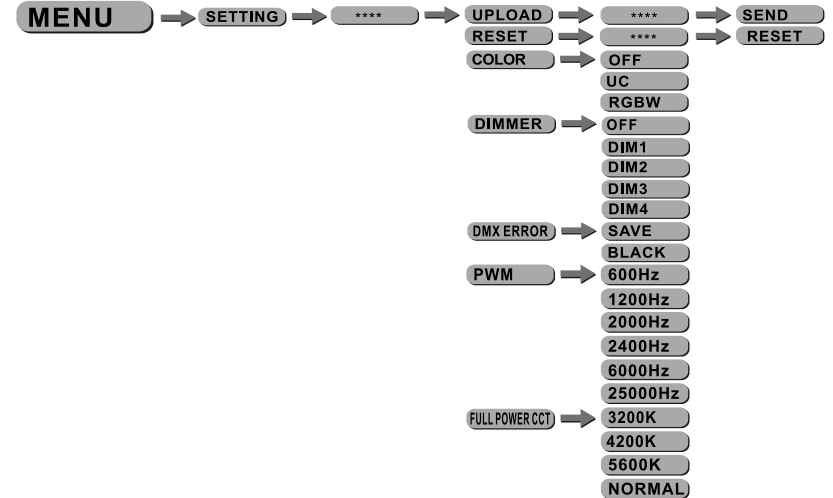 MENU SETTING **** UPLOAD **** SEND
RESET **** RESET
COLOR OFF
UC
RGBW
DIMMER OFF
DIM1
DIM2
DIM3
DIM4
DMX ERROR SAVE
BLACK
PWM 600Hz
1200Hz
2000Hz
2400Hz
6000Hz
25000Hz
FULL POWER CCT 3200K
4200K
5600K
NORMAL